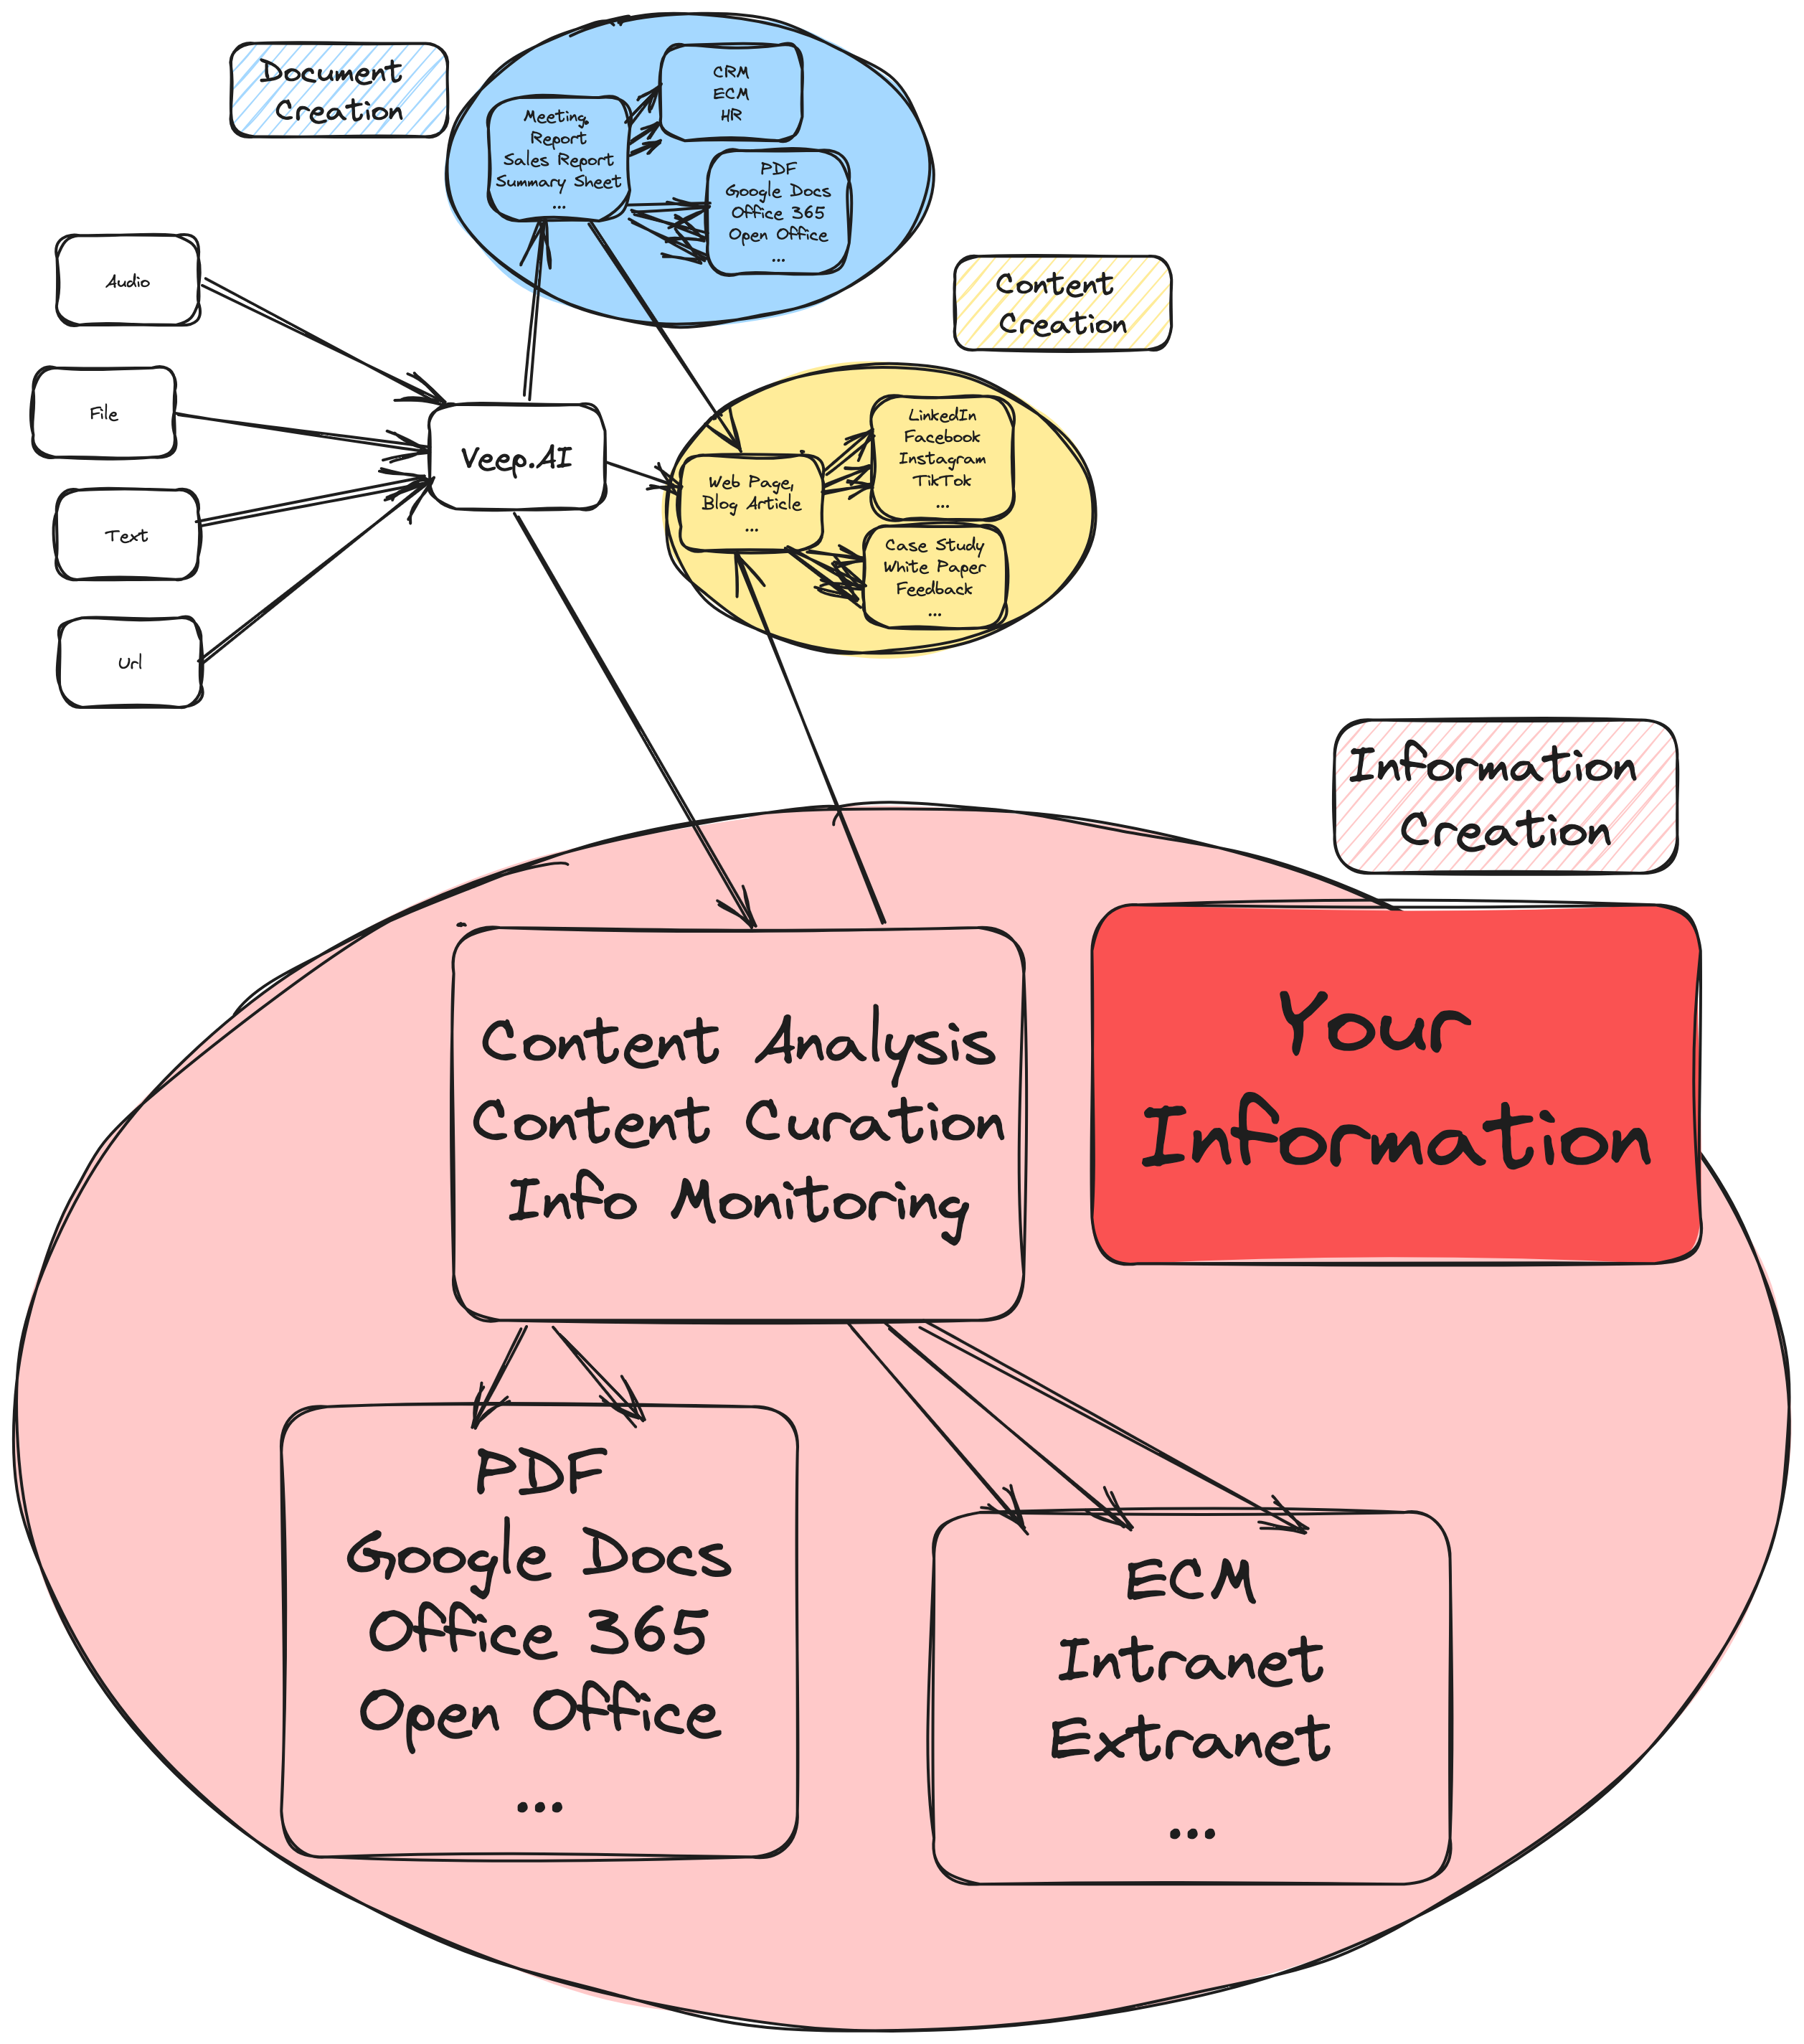 Document
Creation
CRM
ECM
HR
Meeting,
Report
Sales Report
Summary Sheet
...
PDF
Google Docs
Office 365
Open Office
...
Content
Creation
Audio
File
Text
Url
Veep.AI
Web Page,
Blog Article
...
LinkedIn
Facebook
Instagram
TikTok
...
Case Study
White Paper
Feedback
...
Information
Creation
Content Analysis
Content Curation
Info Monitoring
Your
Information
PDF
Google Docs
Office 365
Open Office
...
ECM
Intranet
Extranet
...